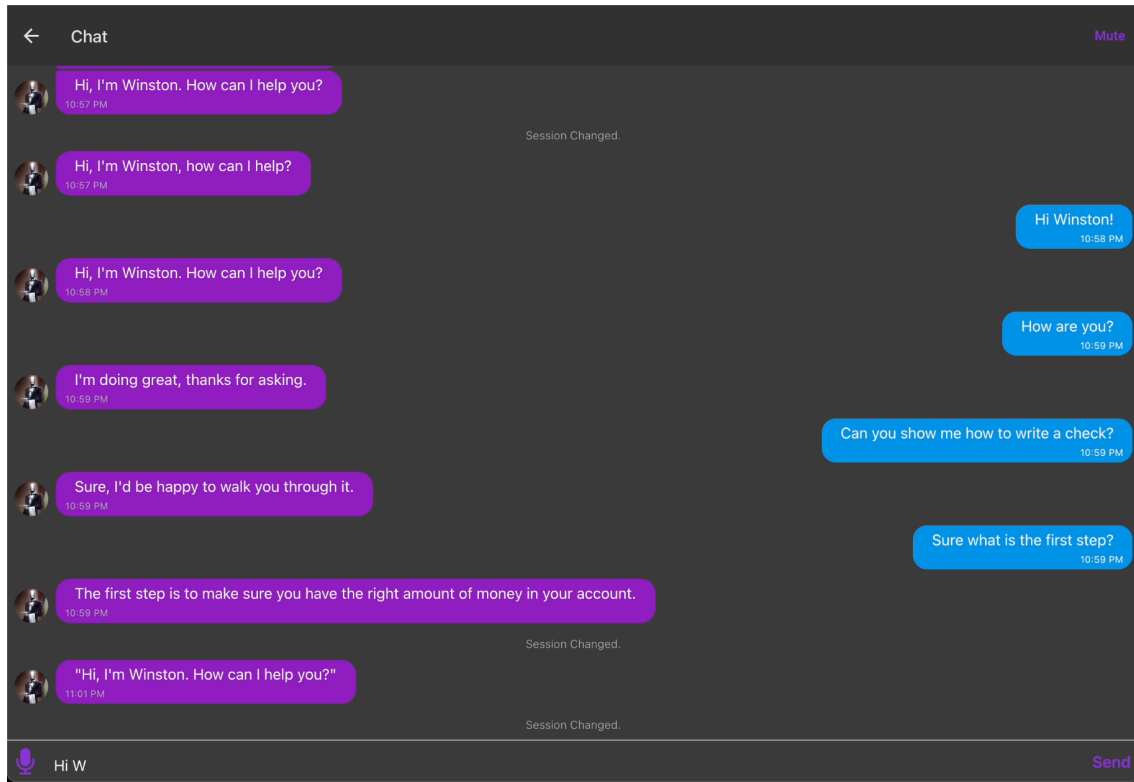 Chat
Mute
Hi, I'm Winston. How can I help you?
10:57 PM
Session Changed.
Hi, I'm Winston, how can I help?
10:57 PM
Hi Winston!
10:58 PM
Hi, I'm Winston. How can I help you?
10:58 PM
How are you?
10:59 PM
I'm doing great, thanks for asking.
10:59 PM
Can you show me how to write a check?
10:59 PM
Sure, I'd be happy to walk you through it.
10:59 PM
Sure what is the first step?
10:59 PM
The first step is to make sure you have the right amount of money in your account.
10:59 PM
Session Changed.
"Hi, I'm Winston. How can I help you?"
11:01 PM
Session Changed.
Hi W
Send